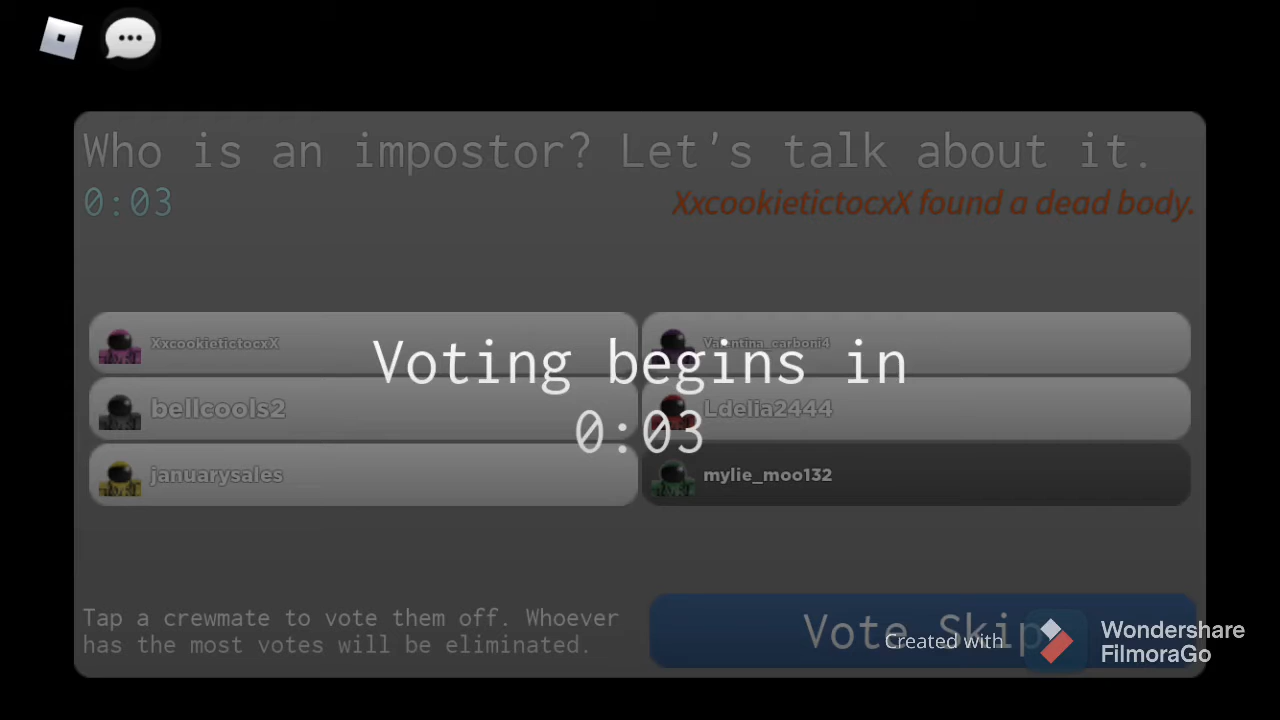 Who is an impostor? Let's talk about it.
0:03
XxcookietictocxX found a dead body.
XxcookietictocxX
Valentina_carboni4
Voting begins in
0:03
bellcools2
Ldelia2444
januarysales
mylie_moo132
Tap a crewmate to vote them off. Whoever
has the most votes will be eliminated.
Vote Skip
Created with
Wondershare
FilmoraGo